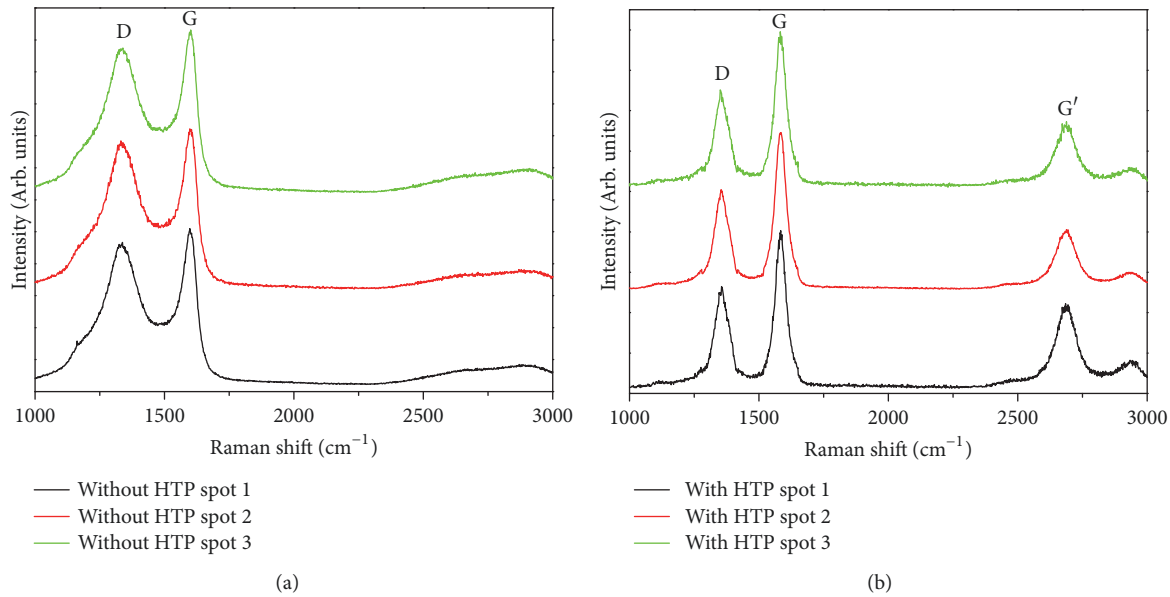 D
G
Intensity (Arb. units)
1000
1500
2000
2500
3000
Raman shift (cm⁻¹)
Without HTP spot 1
Without HTP spot 2
Without HTP spot 3
(a)
D
G
G′
Intensity (Arb. units)
1000
1500
2000
2500
3000
Raman shift (cm⁻¹)
With HTP spot 1
With HTP spot 2
With HTP spot 3
(b)